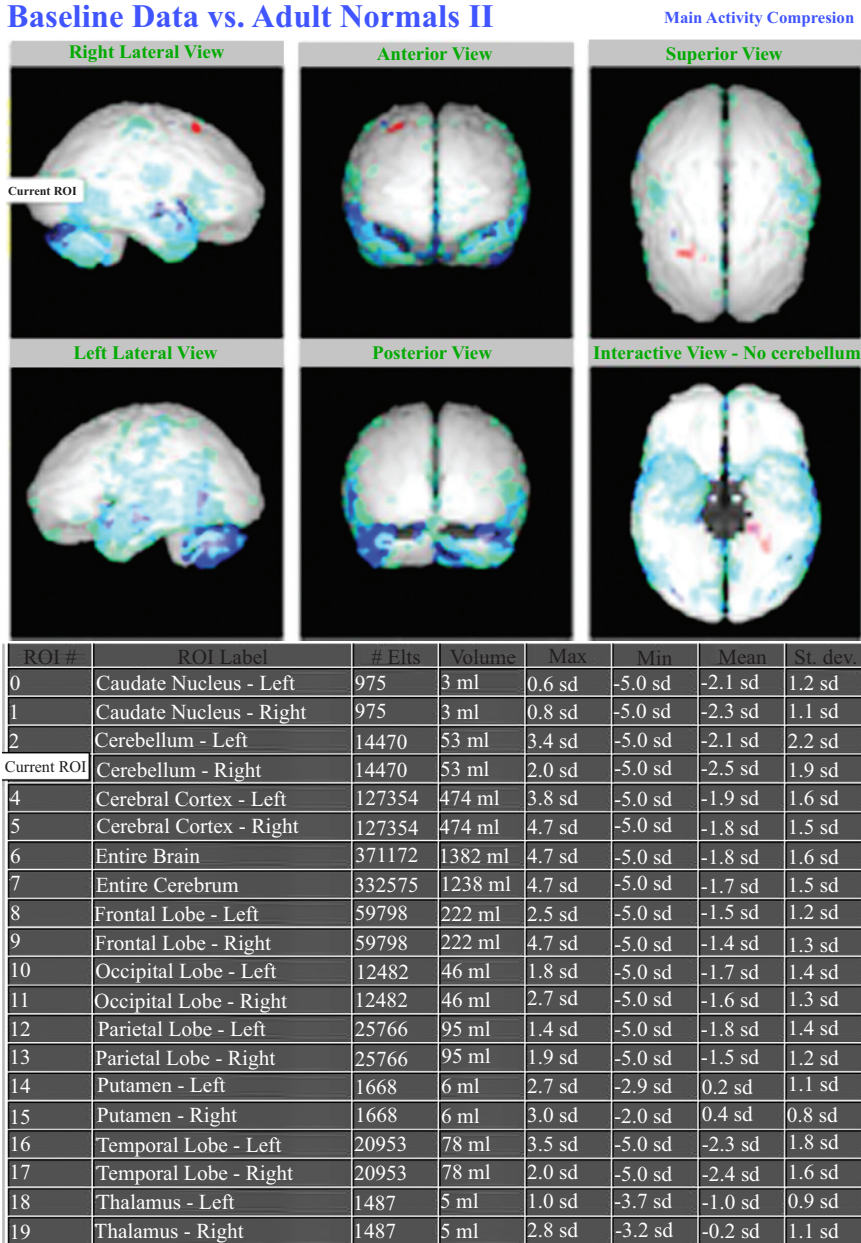 Baseline Data vs. Adult Normals II
Main Activity Compresion
Right Lateral View
Anterior View
Superior View
Current ROI
Left Lateral View
Posterior View
Interactive View - No cerebellum
ROI # ROI Label # Elts Volume Max Min Mean St. dev.
0 Caudate Nucleus - Left 975 3 ml 0.6 sd -5.0 sd -2.1 sd 1.2 sd
1 Caudate Nucleus - Right 975 3 ml 0.8 sd -5.0 sd -2.3 sd 1.1 sd
2 Cerebellum - Left 14470 53 ml 3.4 sd -5.0 sd -2.1 sd 2.2 sd
Current ROI Cerebellum - Right 14470 53 ml 2.0 sd -5.0 sd -2.5 sd 1.9 sd
4 Cerebral Cortex - Left 127354 474 ml 3.8 sd -5.0 sd -1.9 sd 1.6 sd
5 Cerebral Cortex - Right 127354 474 ml 4.7 sd -5.0 sd -1.8 sd 1.5 sd
6 Entire Brain 371172 1382 ml 4.7 sd -5.0 sd -1.8 sd 1.6 sd
7 Entire Cerebrum 332575 1238 ml 4.7 sd -5.0 sd -1.7 sd 1.5 sd
8 Frontal Lobe - Left 59798 222 ml 2.5 sd -5.0 sd -1.5 sd 1.2 sd
9 Frontal Lobe - Right 59798 222 ml 4.7 sd -5.0 sd -1.4 sd 1.3 sd
10 Occipital Lobe - Left 12482 46 ml 1.8 sd -5.0 sd -1.7 sd 1.4 sd
11 Occipital Lobe - Right 12482 46 ml 2.7 sd -5.0 sd -1.6 sd 1.3 sd
12 Parietal Lobe - Left 25766 95 ml 1.4 sd -5.0 sd -1.8 sd 1.4 sd
13 Parietal Lobe - Right 25766 95 ml 1.9 sd -5.0 sd -1.5 sd 1.2 sd
14 Putamen - Left 1668 6 ml 2.7 sd -2.9 sd 0.2 sd 1.1 sd
15 Putamen - Right 1668 6 ml 3.0 sd -2.0 sd 0.4 sd 0.8 sd
16 Temporal Lobe - Left 20953 78 ml 3.5 sd -5.0 sd -2.3 sd 1.8 sd
17 Temporal Lobe - Right 20953 78 ml 2.0 sd -5.0 sd -2.4 sd 1.6 sd
18 Thalamus - Left 1487 5 ml 1.0 sd -3.7 sd -1.0 sd 0.9 sd
19 Thalamus - Right 1487 5 ml 2.8 sd -3.2 sd -0.2 sd 1.1 sd